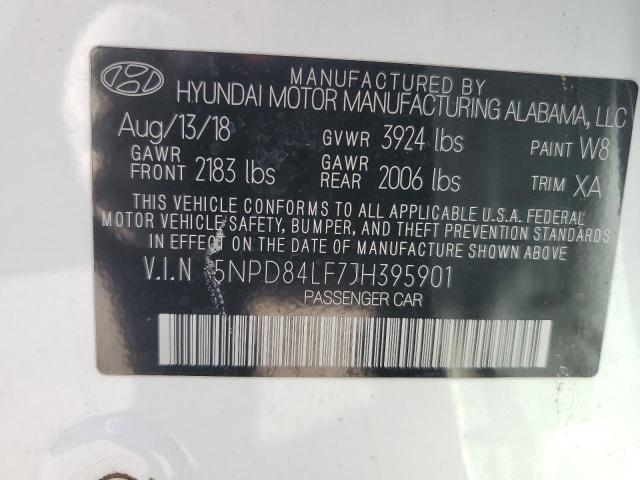 MANUFACTURED BY
HYUNDAI MOTOR MANUFACTURING ALABAMA, LLC
Aug/13/18 GVWR 3924 lbs PAINT W8
GAWR FRONT 2183 lbs GAWR REAR 2006 lbs TRIM XA
THIS VEHICLE CONFORMS TO ALL APPLICABLE U.S.A. FEDERAL
MOTOR VEHICLE SAFETY, BUMPER, AND THEFT PREVENTION STANDARDS
IN EFFECT ON THE DATE OF MANUFACTURE SHOWN ABOVE.
V.I.N 5NPD84LF7JH395901
PASSENGER CAR